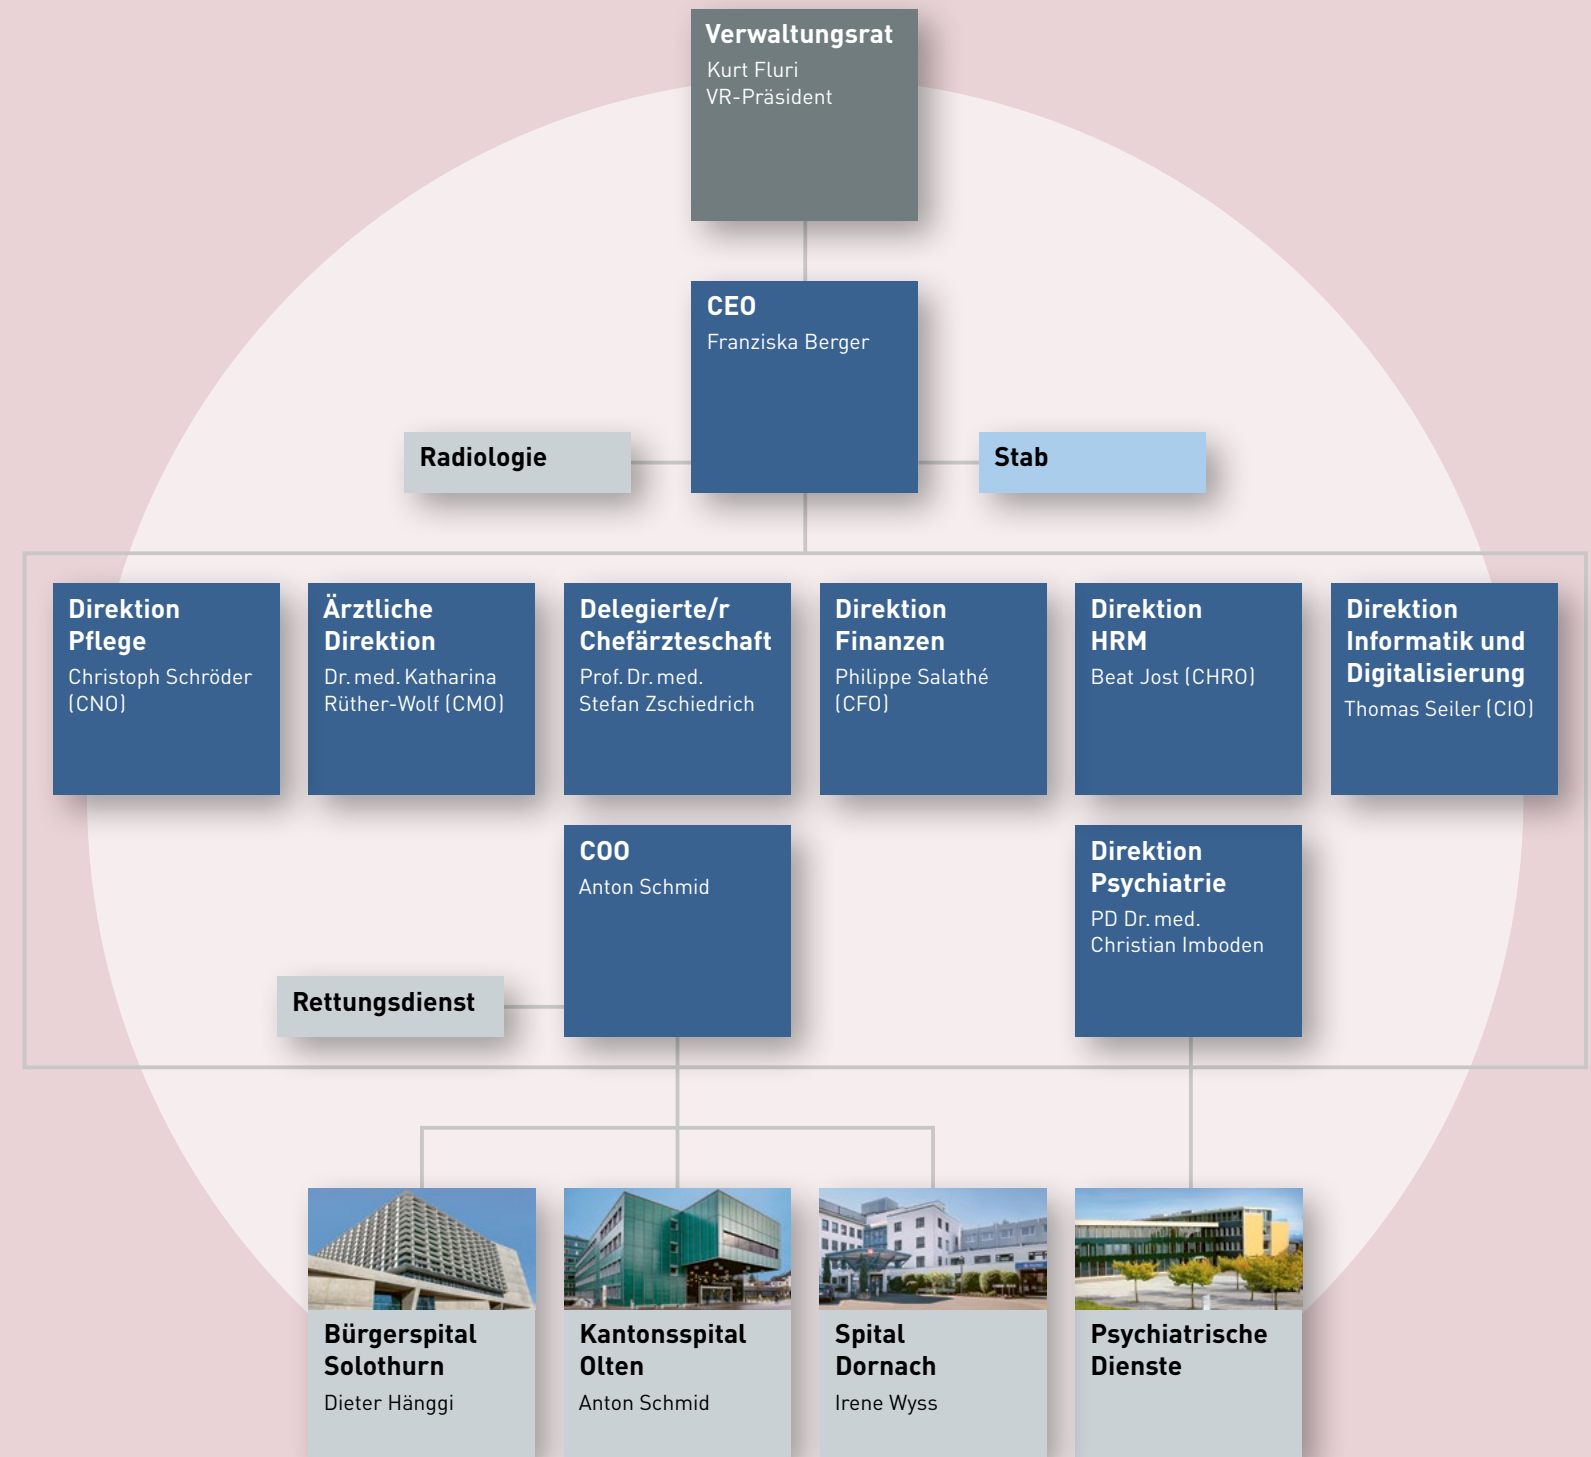 Verwaltungsrat
Kurt Fluri
VR-Präsident
CEO
Franziska Berger
Radiologie
Stab
Direktion
Pflege
Christoph Schröder
(CNO)
Ärztliche
Direktion
Dr. med. Katharina
Rüther-Wolf (CMO)
Delegierte/r
Chefärzteschaft
Prof. Dr. med.
Stefan Zschiedrich
Direktion
Finanzen
Philippe Salathé
(CFO)
Direktion
HRM
Beat Jost (CHRO)
Direktion
Informatik und
Digitalisierung
Thomas Seiler (CIO)
COO
Anton Schmid
Direktion
Psychiatrie
PD Dr. med.
Christian Imboden
Rettungsdienst
Bürgerspital
Solothurn
Dieter Hänggi
Kantonsspital
Olten
Anton Schmid
Spital
Dornach
Irene Wyss
Psychiatrische
Dienste